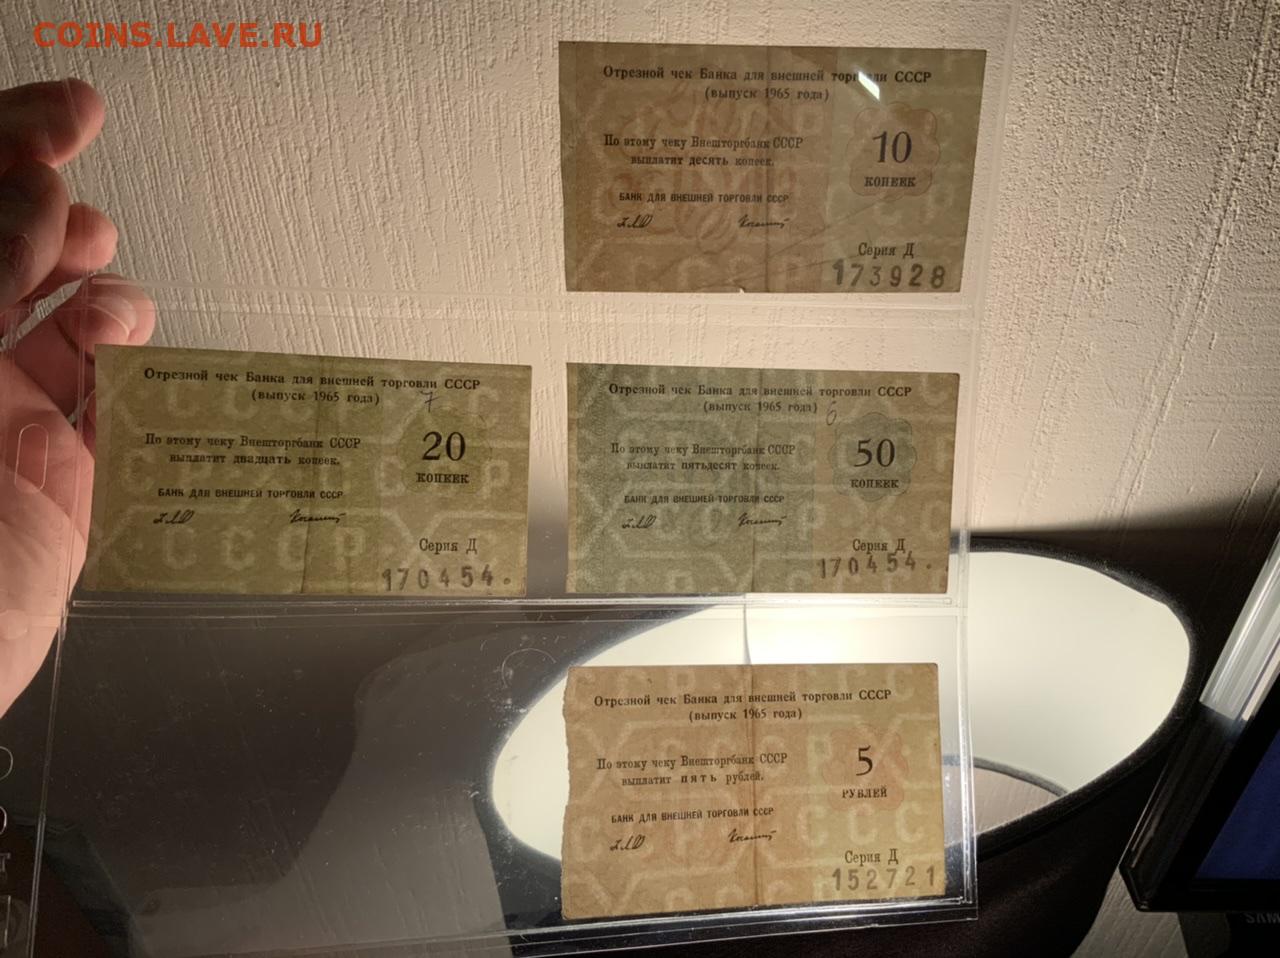 COINS.LAVE.RU
Отрезной чек Банка для внешней торговли СССР
(выпуск 1965 года)
По этому чеку Внешторгбанк СССР
выплатит десять копеек.
10
КОПЕЕК
БАНК ДЛЯ ВНЕШНЕЙ ТОРГОВЛИ СССР
Серия Д
173928
Отрезной чек Банка для внешней торговли СССР
(выпуск 1965 года)
7
По этому чеку Внешторгбанк СССР
выплатит двадцать копеек.
20
КОПЕЕК
БАНК ДЛЯ ВНЕШНЕЙ ТОРГОВЛИ СССР
Серия Д
170454.
Отрезной чек Банка для внешней торговли СССР
(выпуск 1965 года)
6
По этому чеку Внешторгбанк СССР
выплатит пятьдесят копеек.
50
КОПЕЕК
БАНК ДЛЯ ВНЕШНЕЙ ТОРГОВЛИ СССР
Серия Д
170454.
Отрезной чек Банка для внешней торговли СССР
(выпуск 1965 года)
По этому чеку Внешторгбанк СССР
выплатит пять рублей.
5
РУБЛЕЙ
БАНК ДЛЯ ВНЕШНЕЙ ТОРГОВЛИ СССР
Серия Д
152721